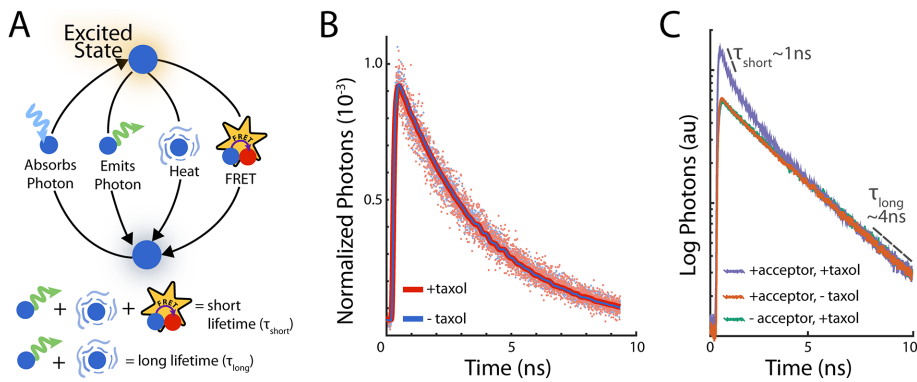 A
Excited
State
Absorbs
Photon
Emits
Photon
Heat
FRET
FRET
+ + FRET = short
lifetime (τshort)
+ = long lifetime (τlong)
B
Normalized Photons (10⁻³)
1.0
0.5
0
5
10
Time (ns)
+taxol
- taxol
C
Log Photons (au)
τshort~1ns
τlong
~4ns
+acceptor, +taxol
+acceptor, - taxol
- acceptor, +taxol
0
5
10
Time (ns)